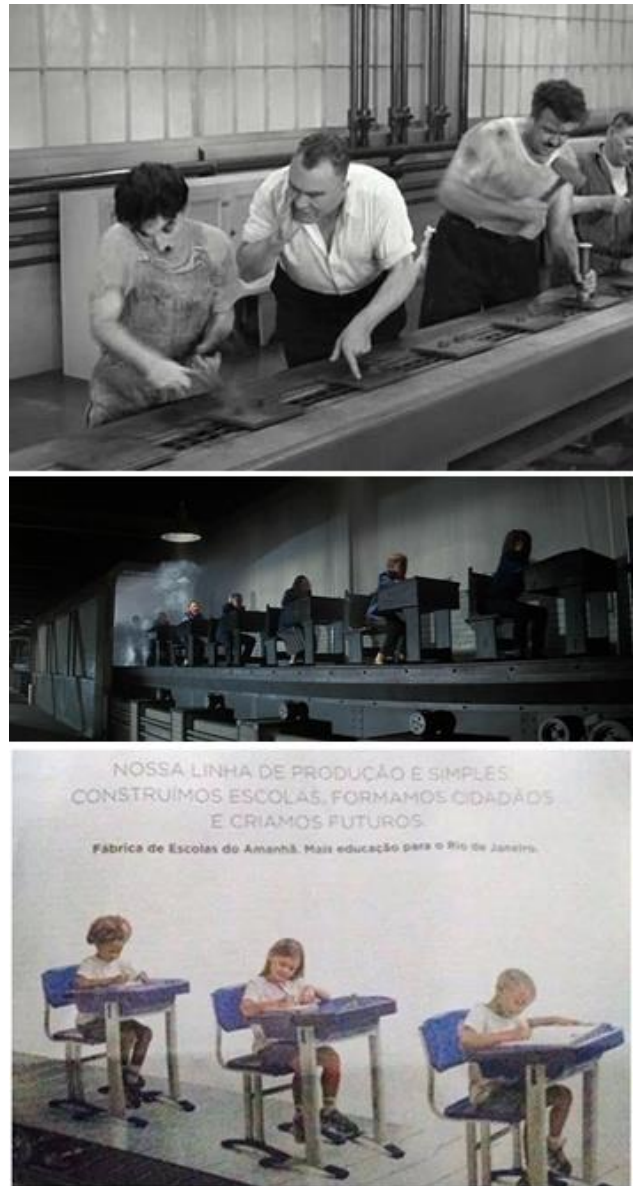 NOSSA LINHA DE PRODUÇÃO É SIMPLES:
CONSTRUÍMOS ESCOLAS, FORMAMOS CIDADÃOS
E CRIAMOS FUTUROS.
Fábrica de Escolas do Amanhã. Mais educação para o Rio de Janeiro.